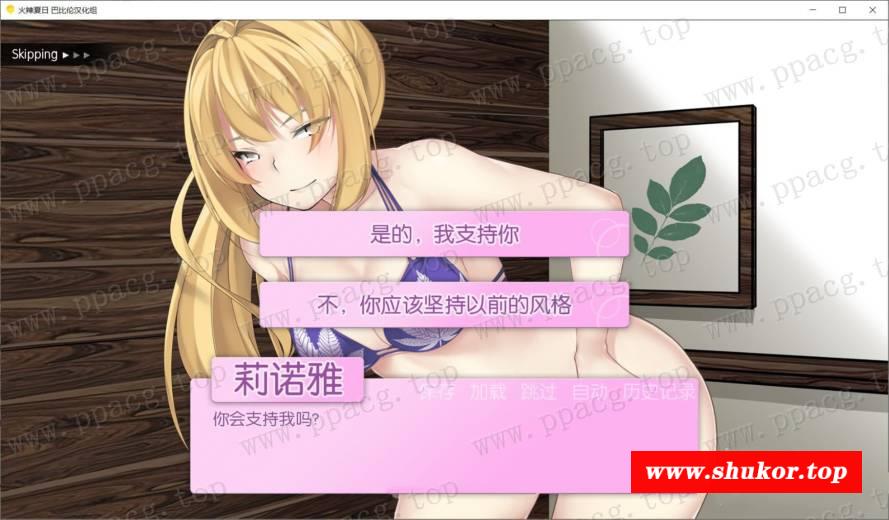 火辣夏日 巴比伦汉化组
Skipping
是的，我支持你
不，你应该坚持以前的风格
莉诺雅
保存 加载 跳过 自动 历史记录
你会支持我吗?
www.shukor.top
www.ppacg.top